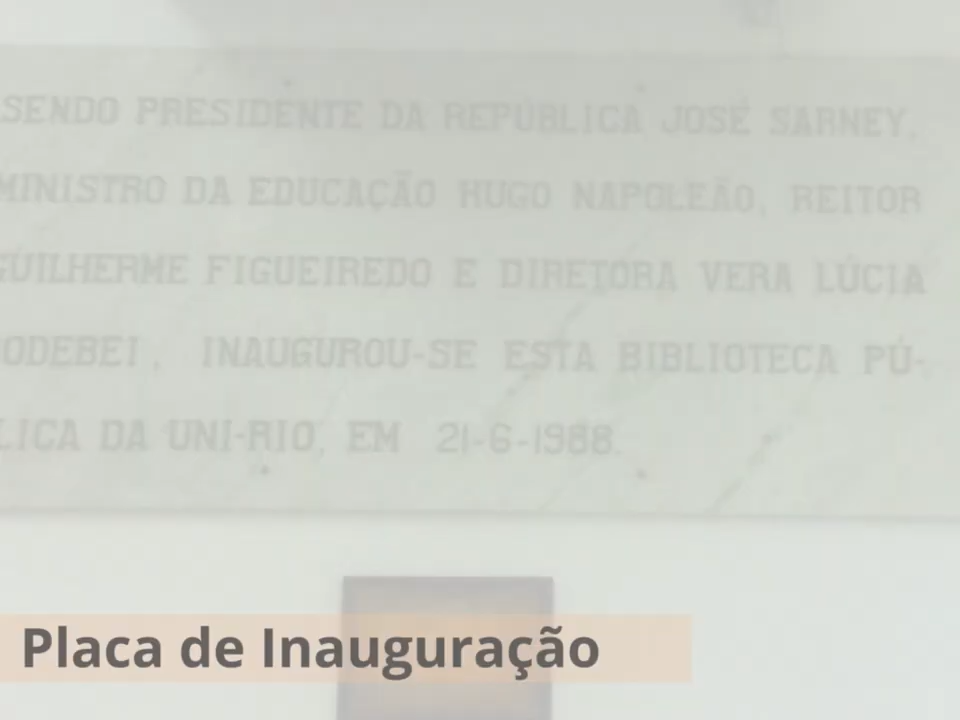 SENDO PRESIDENTE DA REPÚBLICA JOSÉ SARNEY,
MINISTRO DA EDUCAÇÃO HUGO NAPOLEÃO, REITOR
GUILHERME FIGUEIREDO E DIRETORA VERA LÚCIA
ODEBEI, INAUGUROU-SE ESTA BIBLIOTECA PÚ-
LICA DA UNI-RIO, EM 21-6-1988.
Placa de Inauguração